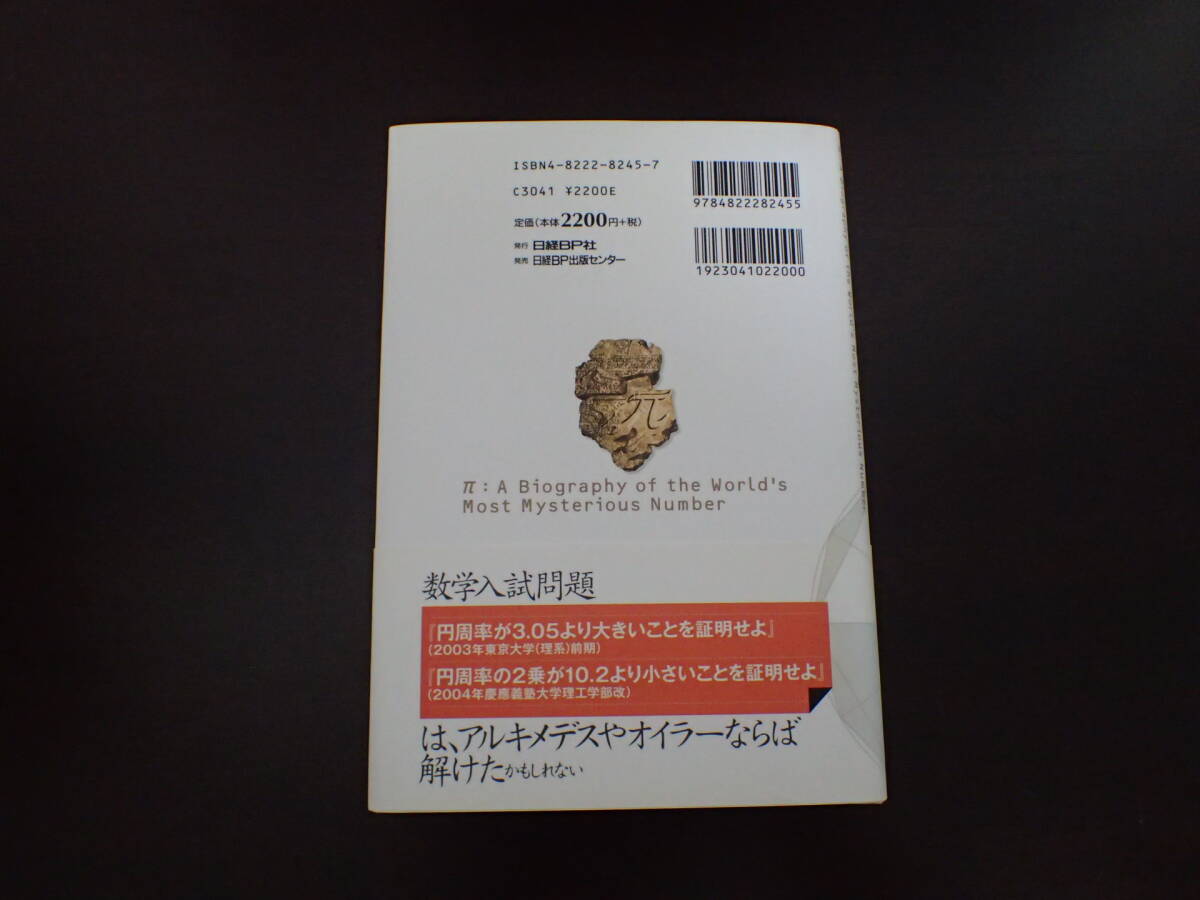 ISBN4-8222-8245-7
C3041 ¥2200E
定価(本体2200円+税)
発行 日経BP社
発売 日経BP出版センター
9784822282455
1923041022000
π
π: A Biography of the World's
Most Mysterious Number
数学入試問題
『円周率が3.05より大きいことを証明せよ』
(2003年東京大学(理系)前期)
『円周率の2乗が10.2より小さいことを証明せよ』
(2004年慶應義塾大学理工学部改)
は、アルキメデスやオイラーならば
解けたかもしれない